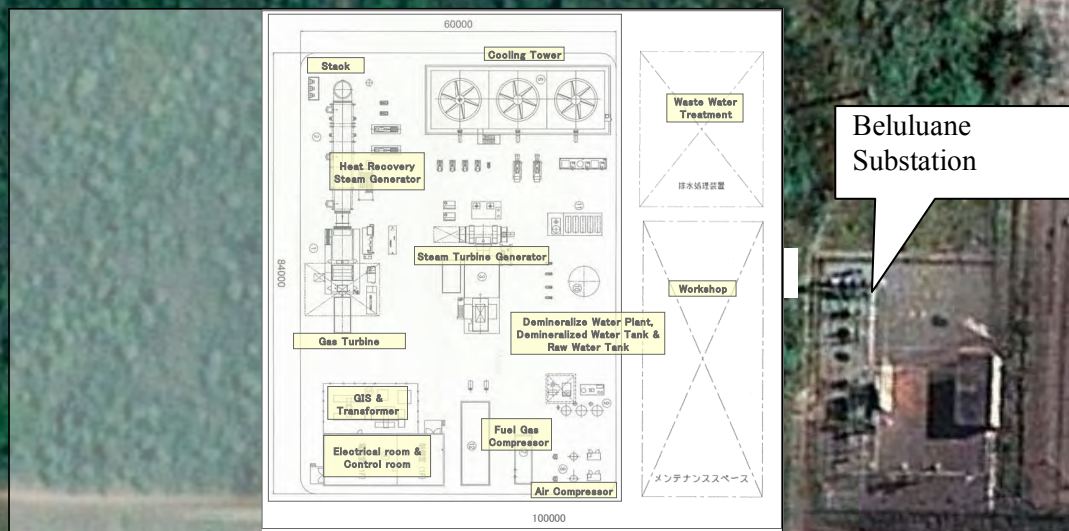 60000
Cooling Tower
Stack
Waste Water
Treatment
Beluluane
Substation
Heat Recovery
Steam Generator
排水処理装置
Steam Turbine Generator
84000
Workshop
Demineralize Water Plant,
Demineralized Water Tank &
Raw Water Tank
Gas Turbine
GIS &
Transformer
Fuel Gas
Compressor
Electrical room &
Control room
メンテナンススペース
Air Compressor
100000